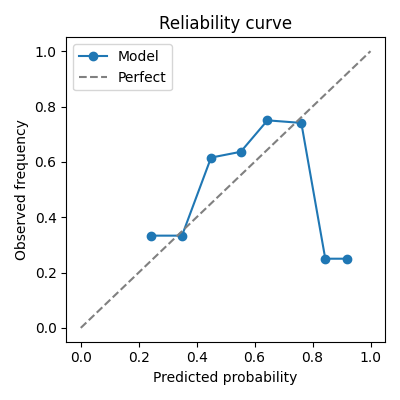 Reliability curve
Model
Perfect
Observed frequency
1.0
0.8
0.6
0.4
0.2
0.0
0.0 0.2 0.4 0.6 0.8 1.0
Predicted probability